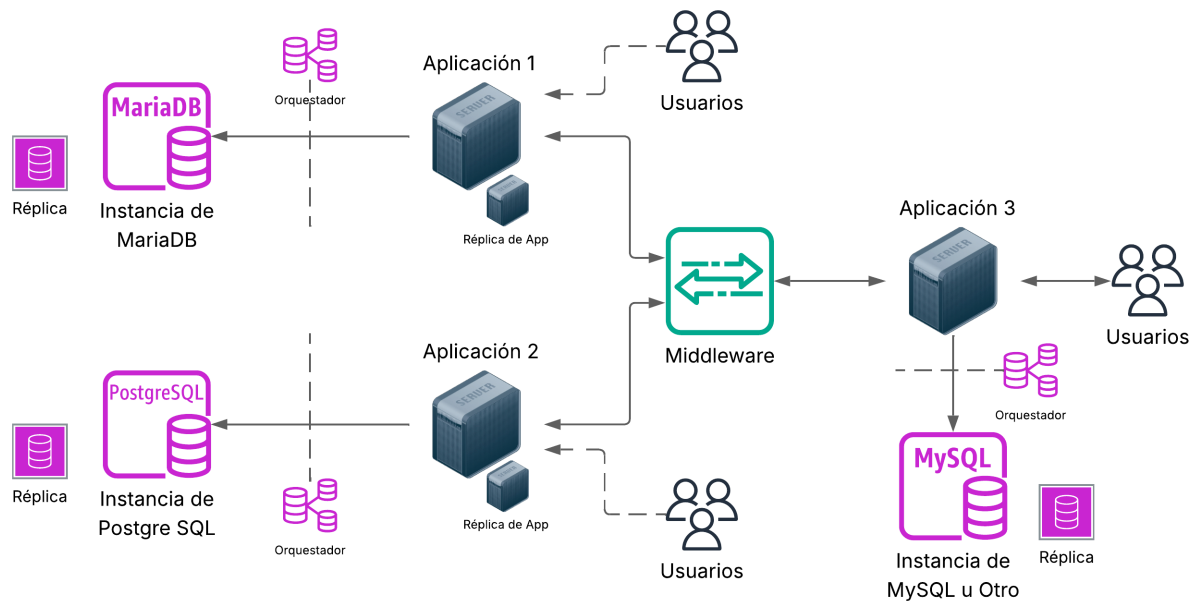 Orquestador
Aplicación 1
SERVER
Usuarios
MariaDB
Réplica
Instancia de
MariaDB
SERVER
Réplica de App
Aplicación 3
SERVER
Usuarios
Middleware
Aplicación 2
SERVER
PostgreSQL
Réplica
Instancia de
Postgre SQL
Orquestador
SERVER
Réplica de App
Usuarios
Orquestador
MySQL
Instancia de
MySQL u Otro
Réplica